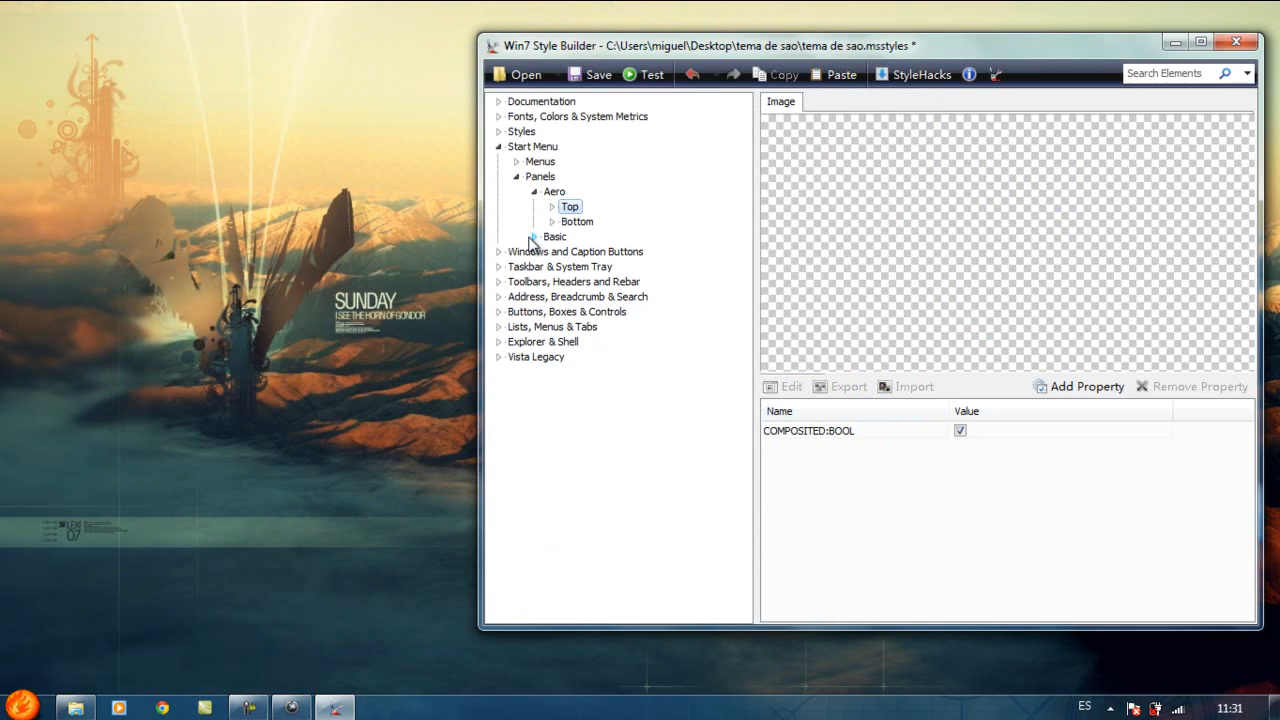 Win7 Style Builder - C:\Users\miguel\Desktop\tema de sao\tema de sao.msstyles *
Open Save Test Copy Paste StyleHacks Search Elements
Documentation
Fonts, Colors & System Metrics
Styles
Start Menu
Menus
Panels
Aero
Top
Bottom
Basic
Windows and Caption Buttons
Taskbar & System Tray
Toolbars, Headers and Rebar
Address, Breadcrumb & Search
Buttons, Boxes & Controls
Lists, Menus & Tabs
Explorer & Shell
Vista Legacy
Image
Edit Export Import Add Property Remove Property
Name Value
COMPOSITED:BOOL
SUNDAY
I SEE THE HORN OF GONDOR
07
ES 11:31